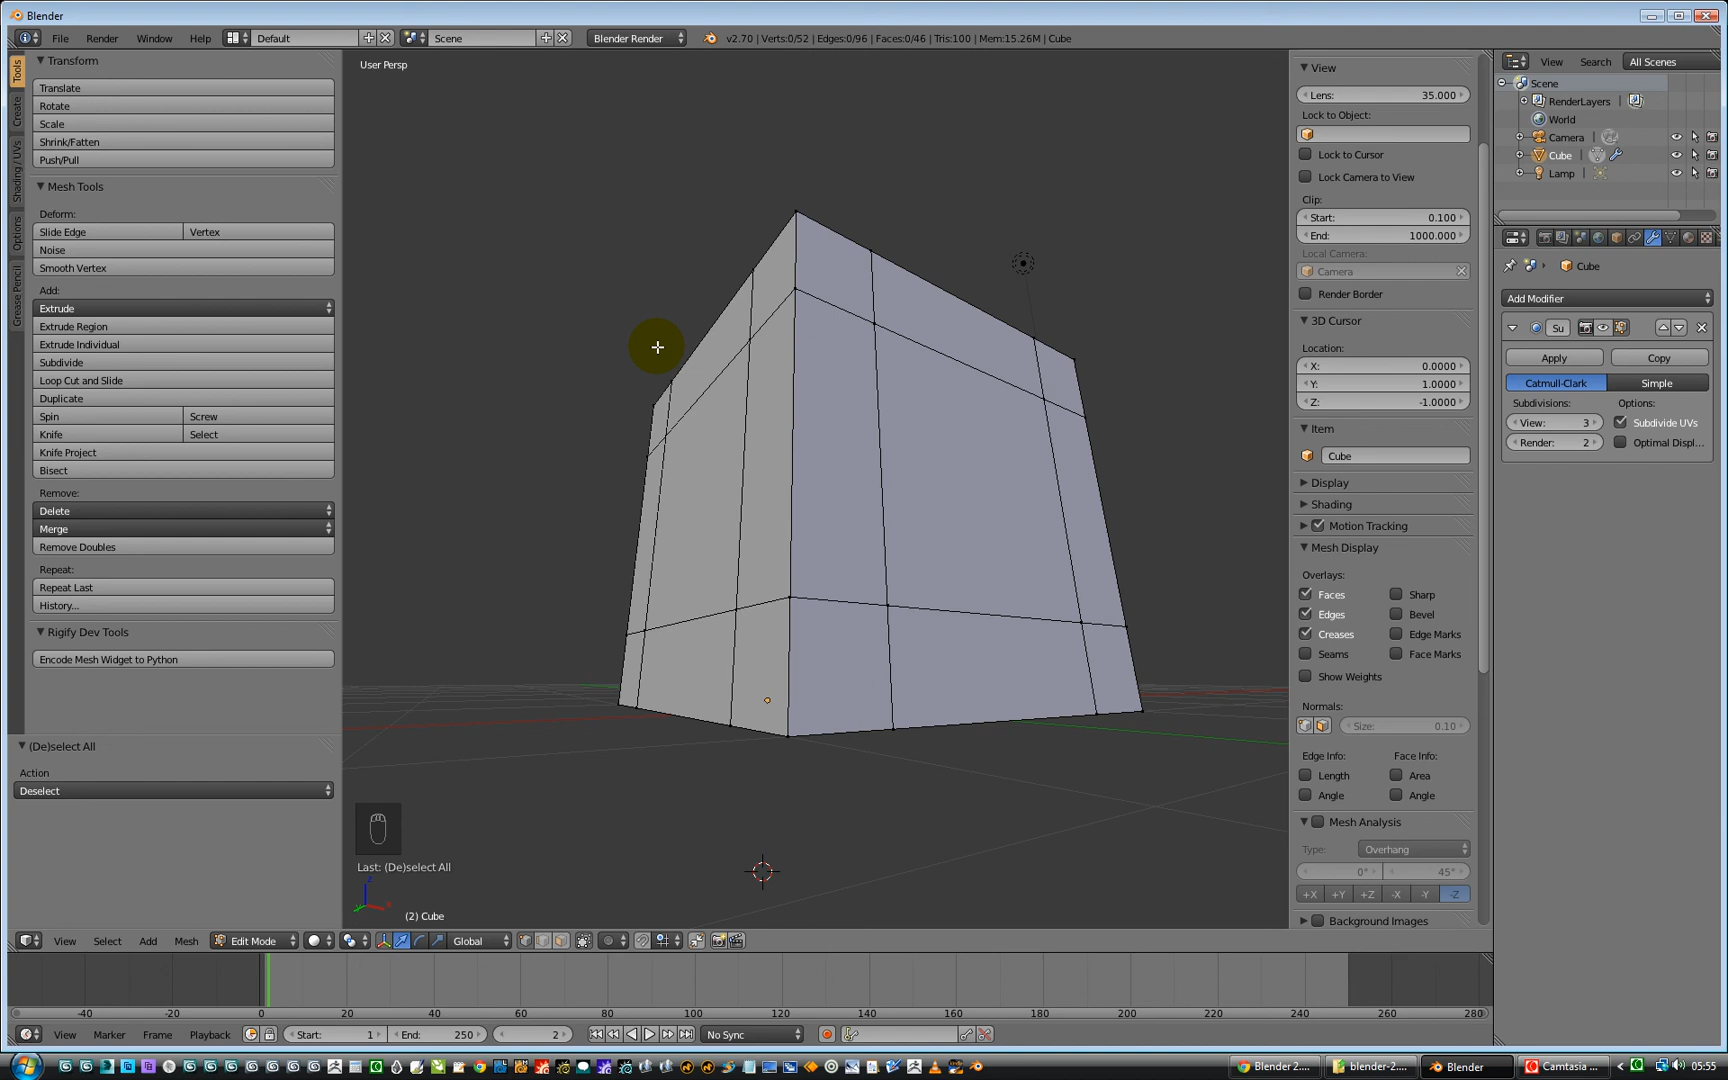 Blender
File Render Window Help Default Scene Blender Render v2.70 | Verts:0/52 | Edges:0/96 | Faces:0/46 | Tris:100 | Mem:15.26M | Cube
Tools
Create
Shading / UVs
Options
Grease Pencil
Transform
Translate
Rotate
Scale
Shrink/Fatten
Push/Pull
Mesh Tools
Deform:
Slide Edge Vertex
Noise
Smooth Vertex
Add:
Extrude
Extrude Region
Extrude Individual
Subdivide
Loop Cut and Slide
Duplicate
Spin Screw
Knife Select
Knife Project
Bisect
Remove:
Delete
Merge
Remove Doubles
Repeat:
Repeat Last
History...
Rigify Dev Tools
Encode Mesh Widget to Python
(De)select All
Action
Deselect
User Persp
Last: (De)select All
(2) Cube
View
Lens: 35.000
Lock to Object:
Lock to Cursor
Lock Camera to View
Clip:
Start: 0.100
End: 1000.000
Local Camera:
Camera
Render Border
3D Cursor
Location:
X: 0.0000
Y: 1.0000
Z: -1.0000
Item
Cube
Display
Shading
Motion Tracking
Mesh Display
Overlays:
Faces Sharp
Edges Bevel
Creases Edge Marks
Seams Face Marks
Show Weights
Normals:
Size: 0.10
Edge Info: Face Info:
Length Area
Angle Angle
Mesh Analysis
Type: Overhang
0° 45°
+X +Y +Z -X -Y -Z
Background Images
View Search All Scenes
Scene
RenderLayers
World
Camera
Cube
Lamp
Cube
Add Modifier
Su
Apply Copy
Catmull-Clark Simple
Subdivisions: Options:
View: 3 Subdivide UVs
Render: 2 Optimal Displ...
View Select Add Mesh Edit Mode Global
-40 -20 0 20 40 60 80 100 120 140 160 180 200 220 240 260 280
View Marker Frame Playback Start: 1 End: 250 2 No Sync
Blender 2.... blender-2.... Blender Camtasia ... 05:55